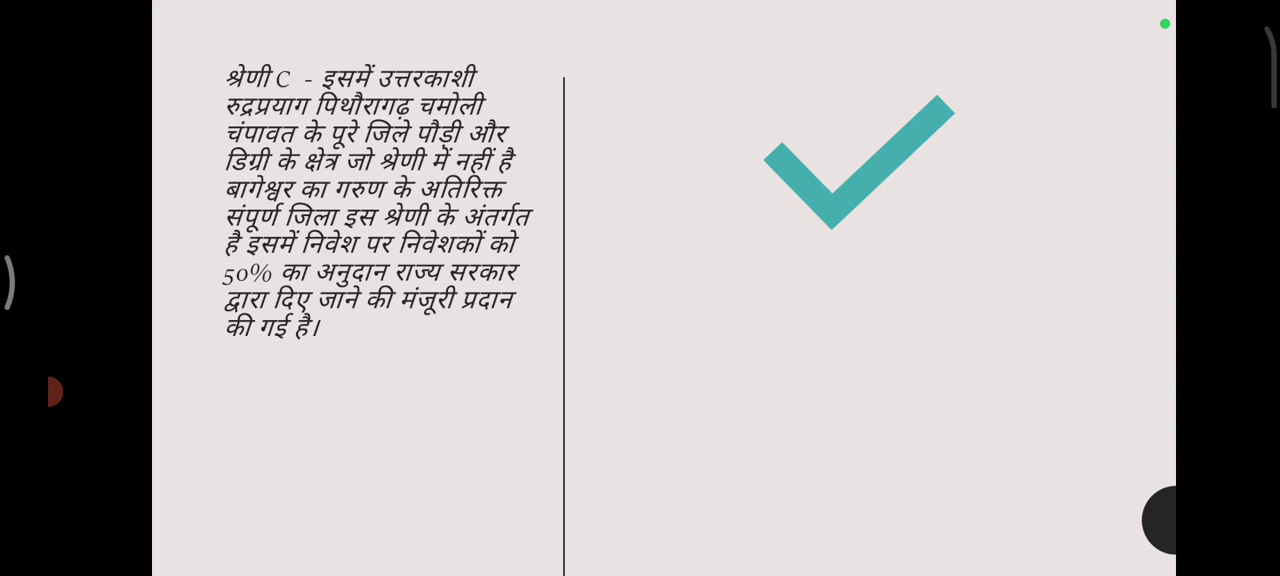 श्रेणी C - इसमें उत्तरकाशी
रुद्रप्रयाग पिथौरागढ़ चमोली
चंपावत के पूरे जिले पौड़ी और
डिग्री के क्षेत्र जो श्रेणी में नहीं है
बागेश्वर का गरुण के अतिरिक्त
संपूर्ण जिला इस श्रेणी के अंतर्गत
है इसमें निवेश पर निवेशकों को
50% का अनुदान राज्य सरकार
द्वारा दिए जाने की मंजूरी प्रदान
की गई है।